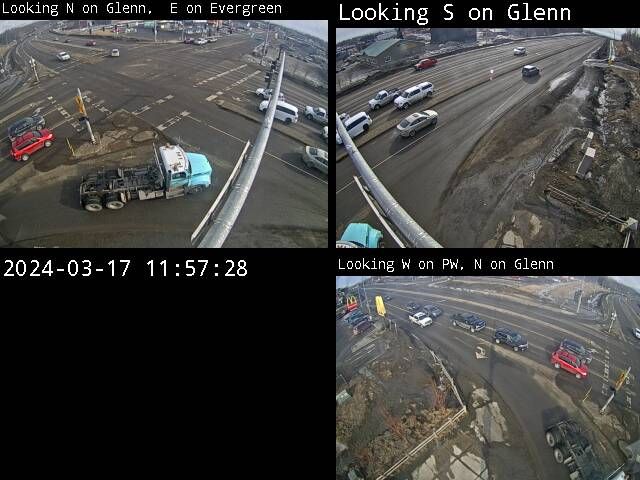 Looking N on Glenn, E on Evergreen
Looking S on Glenn
2024-03-17 11:57:28
Looking W on PW, N on Glenn